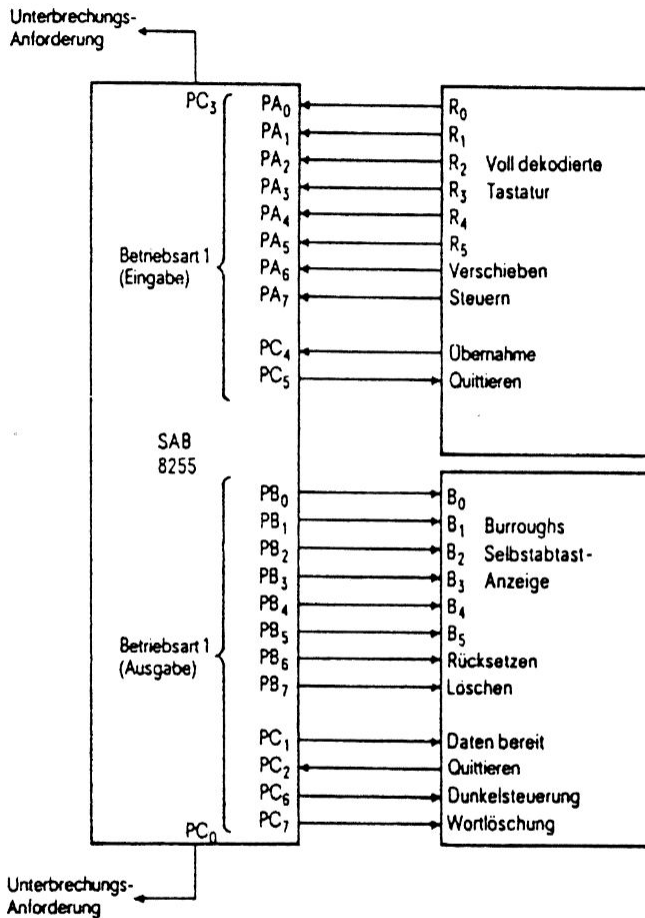 Unterbrechungs-
Anforderung
PC₃
PA₀
R₀
PA₁
R₁
PA₂
R₂ Voll dekodierte
PA₃
R₃ Tastatur
PA₄
R₄
PA₅
R₅
Betriebsart 1
(Eingabe)
PA₆
Verschieben
PA₇
Steuern
PC₄
Übernahme
PC₅
Quittieren
SAB
8255
PB₀
B₀
PB₁
B₁ Burroughs
PB₂
B₂ Selbstabtast-
PB₃
B₃ Anzeige
PB₄
B₄
PB₅
B₅
Betriebsart 1
(Ausgabe)
PB₆
Rücksetzen
PB₇
Löschen
PC₁
Daten bereit
PC₂
Quittieren
PC₆
Dunkelsteuerung
PC₇
Wortlöschung
PC₀
Unterbrechungs-
Anforderung